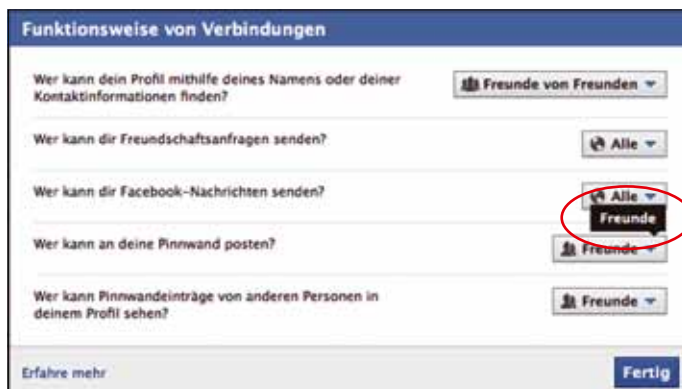 Funktionsweise von Verbindungen
Wer kann dein Profil mithilfe deines Namens oder deiner
Kontaktinformationen finden?
Freunde von Freunden
Wer kann dir Freundschaftsanfragen senden?
Alle
Wer kann dir Facebook-Nachrichten senden?
Alle
Freunde
Wer kann an deine Pinnwand posten?
Freunde
Wer kann Pinnwandeinträge von anderen Personen in
deinem Profil sehen?
Freunde
Erfahre mehr
Fertig